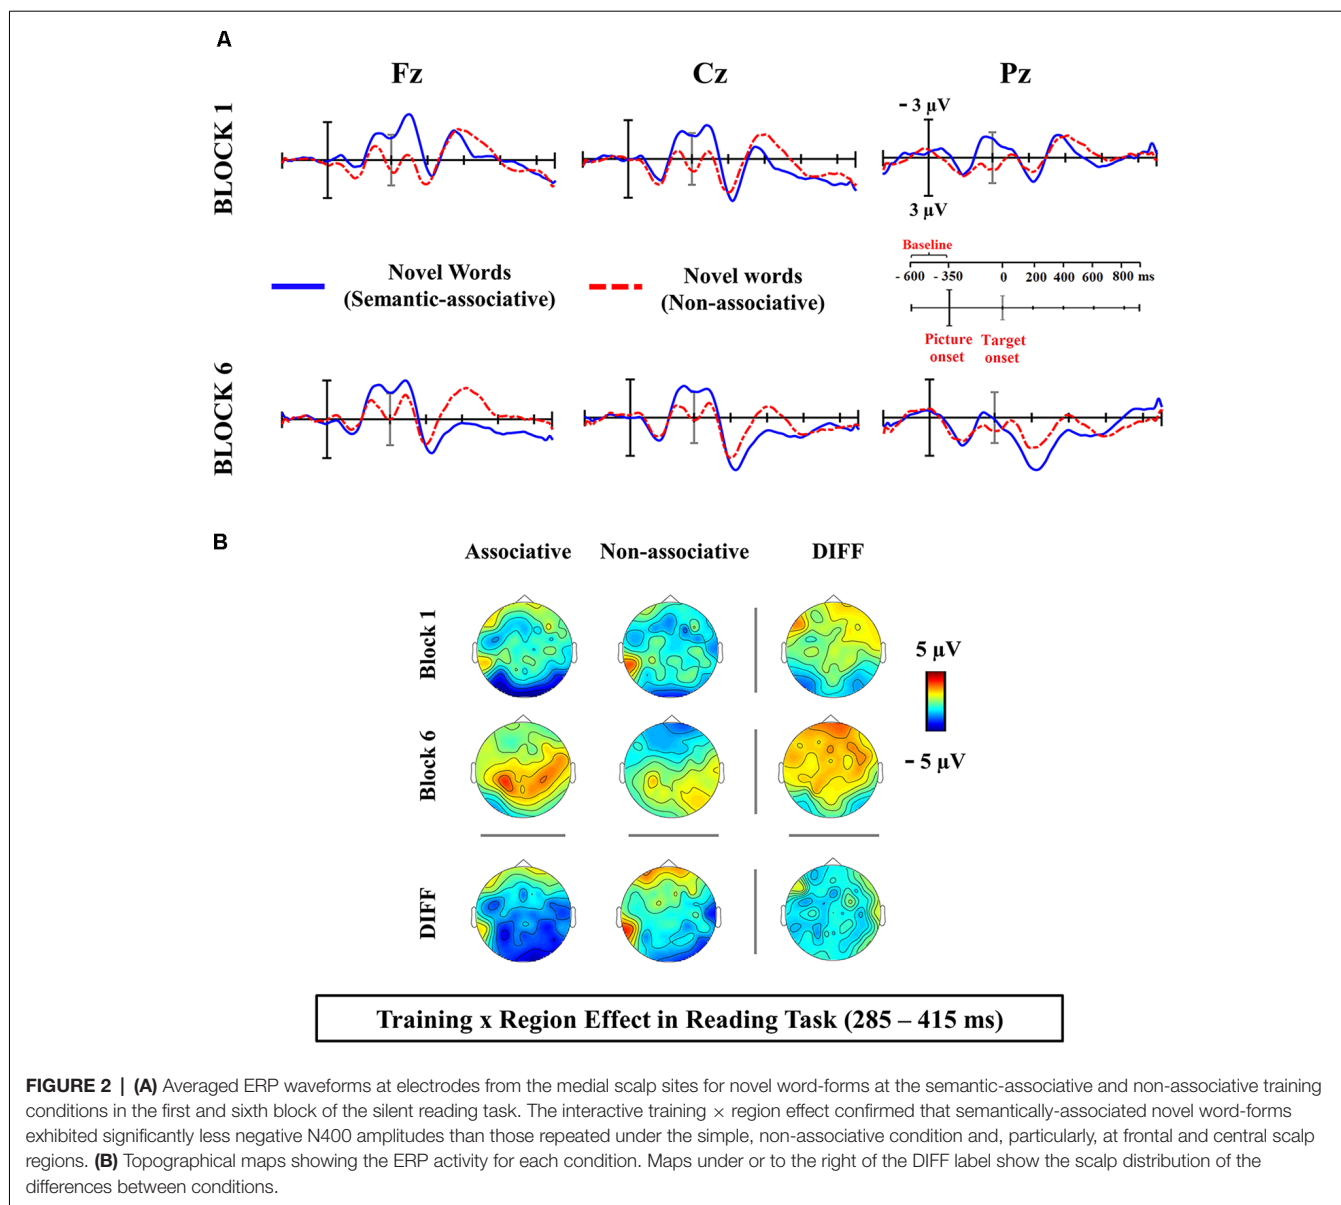 A
Fz Cz Pz
BLOCK 1
- 3 µV
3 µV
Novel Words
(Semantic-associative)
Novel words
(Non-associative)
Baseline
- 600 - 350 0 200 400 600 800 ms
Picture onset
Target onset
BLOCK 6
B
Associative Non-associative DIFF
Block 1
5 µV
- 5 µV
Block 6
DIFF
Training x Region Effect in Reading Task (285 – 415 ms)
FIGURE 2 | (A) Averaged ERP waveforms at electrodes from the medial scalp sites for novel word-forms at the semantic-associative and non-associative training
conditions in the first and sixth block of the silent reading task. The interactive training × region effect confirmed that semantically-associated novel word-forms
exhibited significantly less negative N400 amplitudes than those repeated under the simple, non-associative condition and, particularly, at frontal and central scalp
regions. (B) Topographical maps showing the ERP activity for each condition. Maps under or to the right of the DIFF label show the scalp distribution of the
differences between conditions.